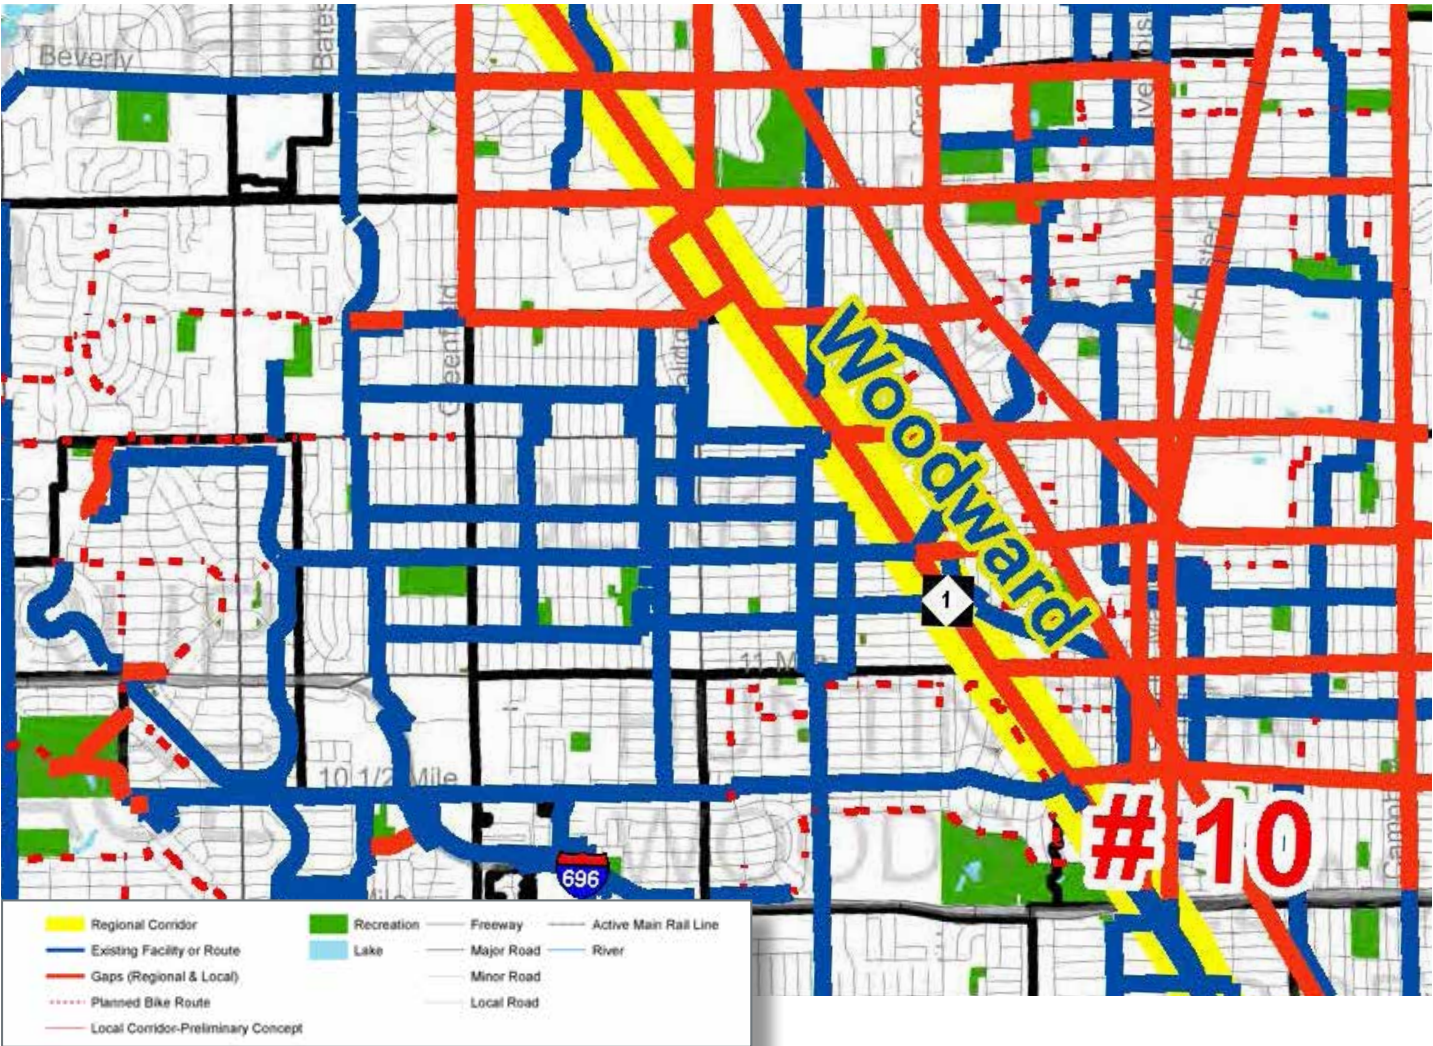 Beverly
Bates
Woodward
1
10 1/2 Mile
# 10
696
Regional Corridor
Existing Facility or Route
Gaps (Regional & Local)
Planned Bike Route
Local Corridor-Preliminary Concept
Recreation
Lake
Freeway
Major Road
Minor Road
Local Road
Active Main Rail Line
River